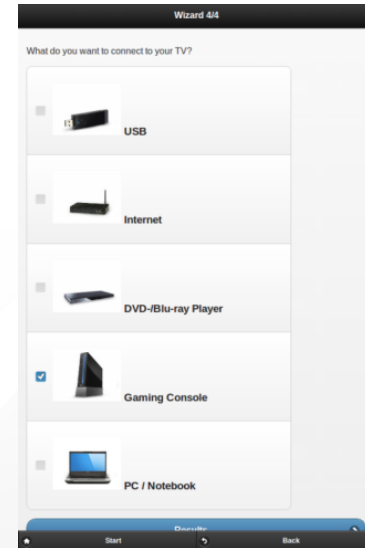 Wizard 4/4
What do you want to connect to your TV?
USB
Internet
DVD-/Blu-ray Player
Gaming Console
PC / Notebook
Results
Start
Back